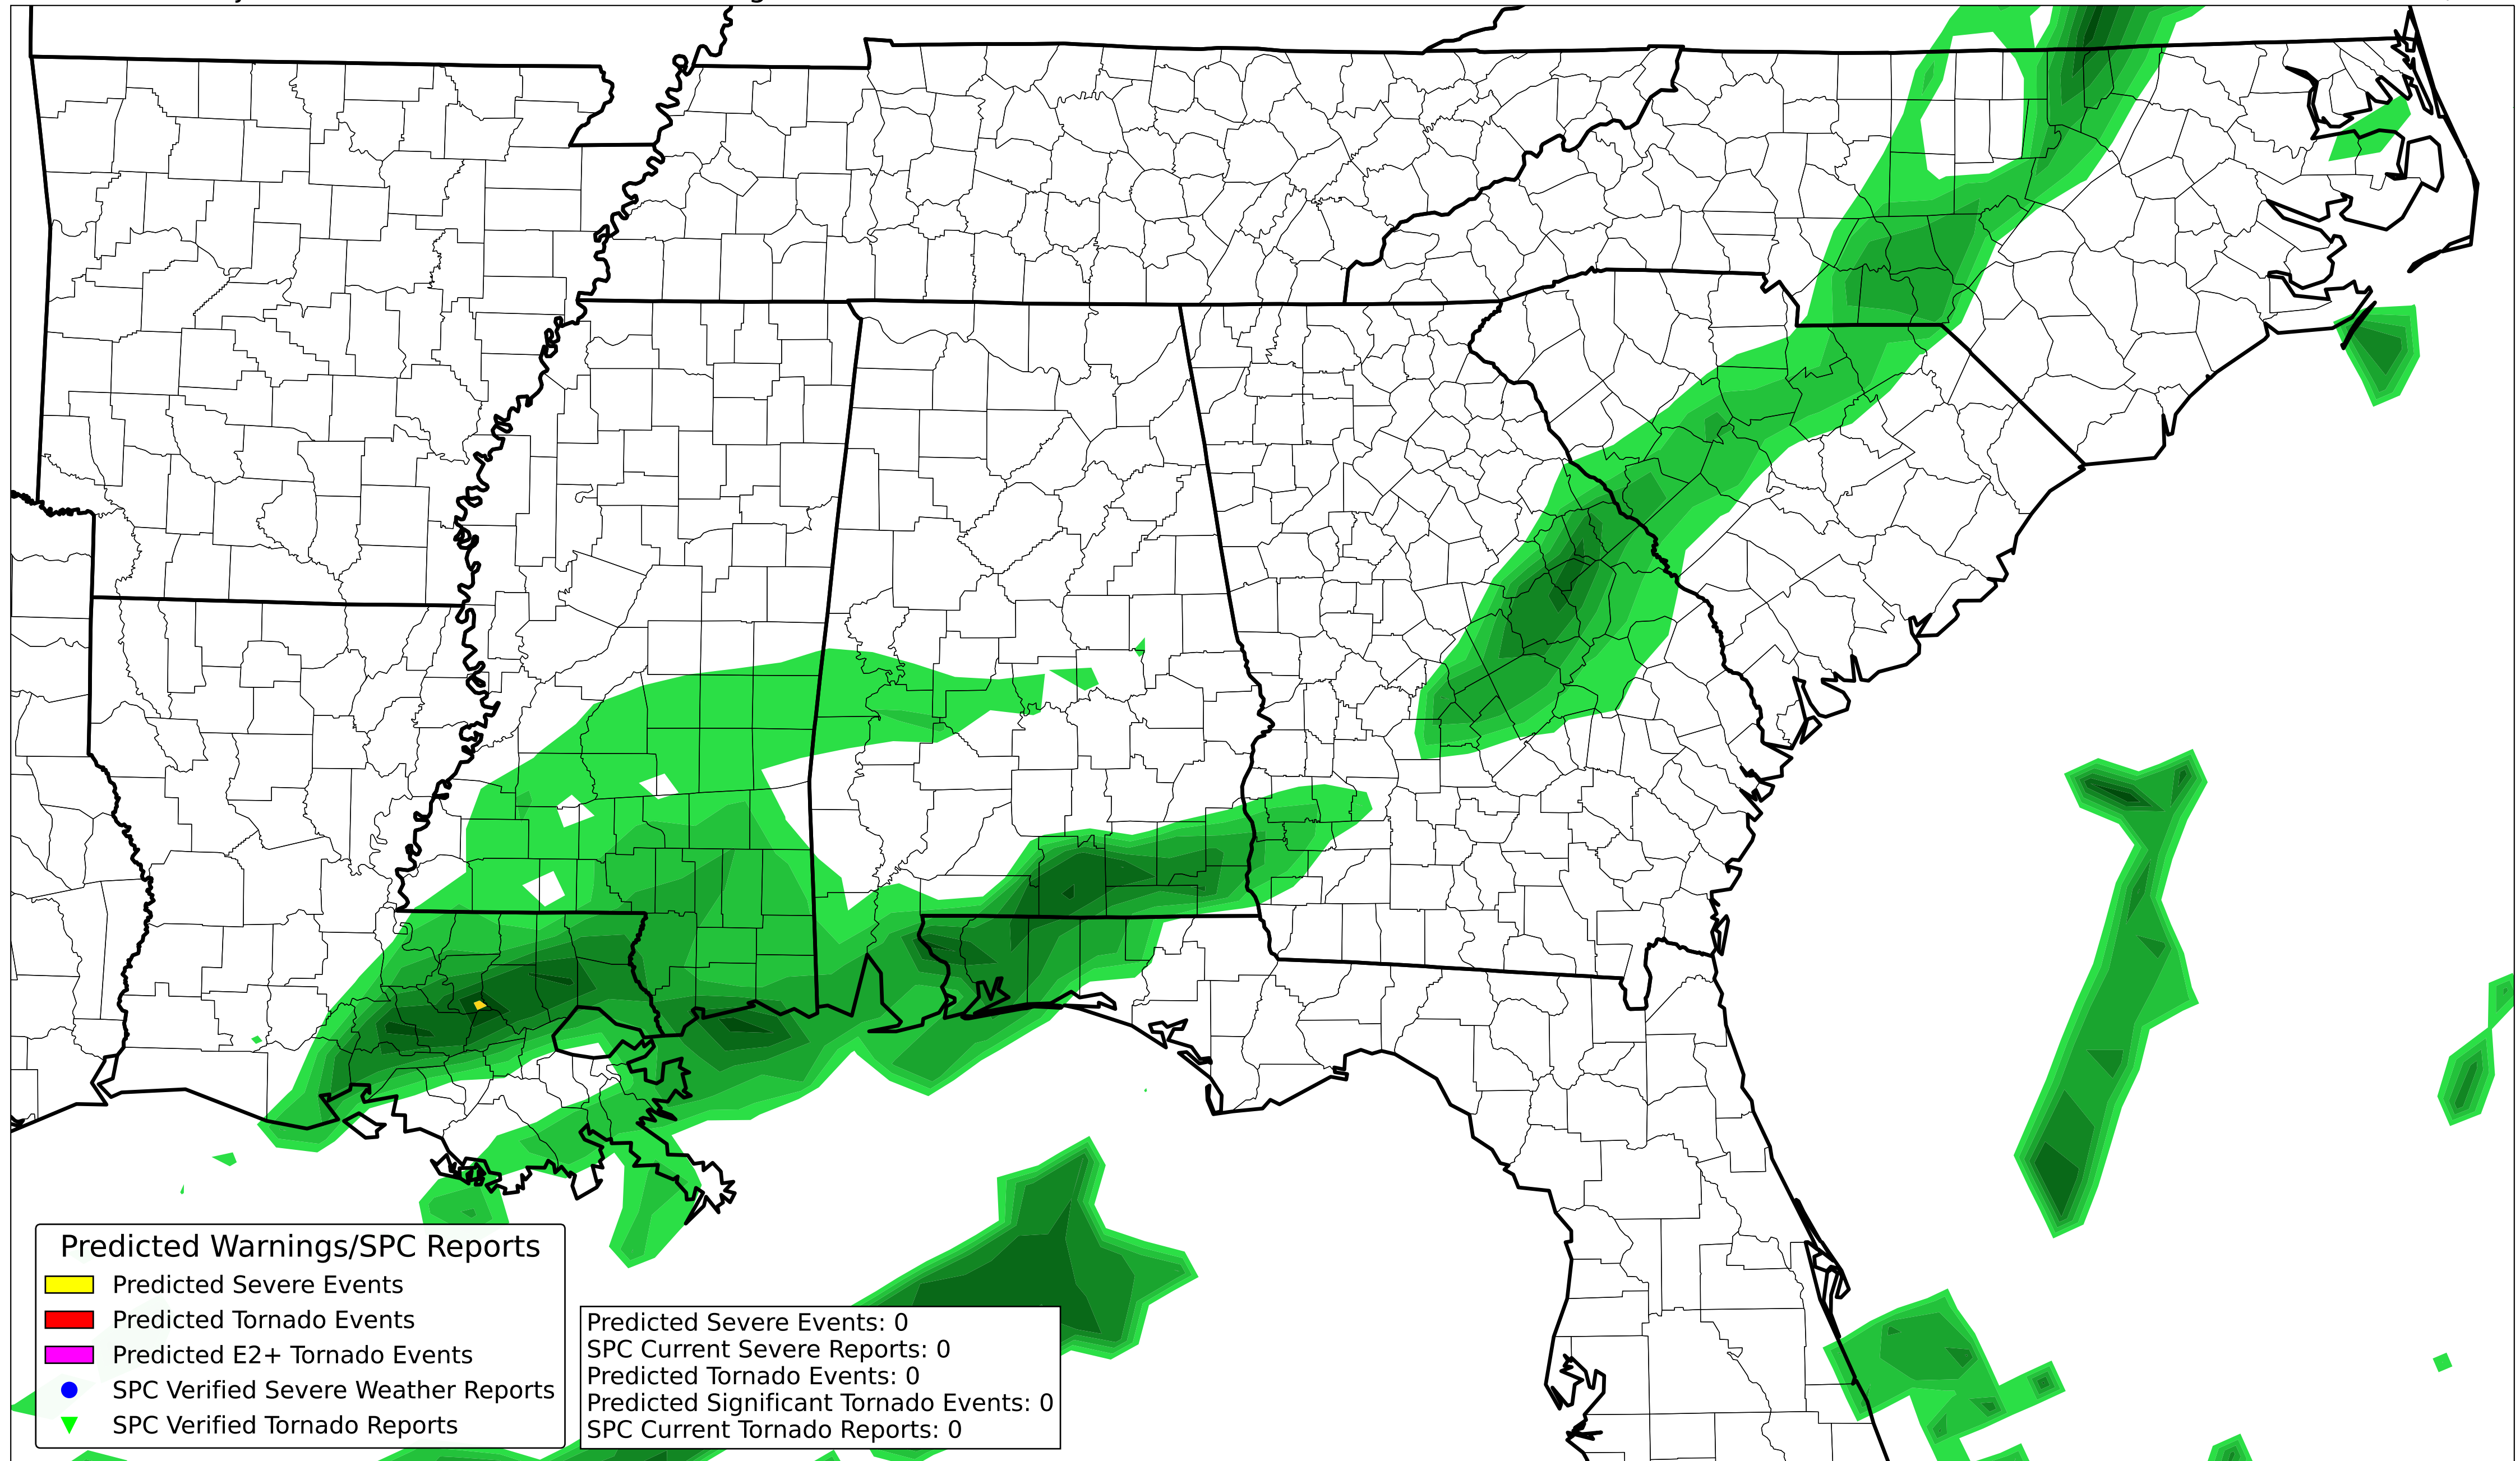 Predicted Warnings/SPC Reports
Predicted Severe Events
Predicted Tornado Events
Predicted E2+ Tornado Events
SPC Verified Severe Weather Reports
SPC Verified Tornado Reports
Predicted Severe Events: 0
SPC Current Severe Reports: 0
Predicted Tornado Events: 0
Predicted Significant Tornado Events: 0
SPC Current Tornado Reports: 0